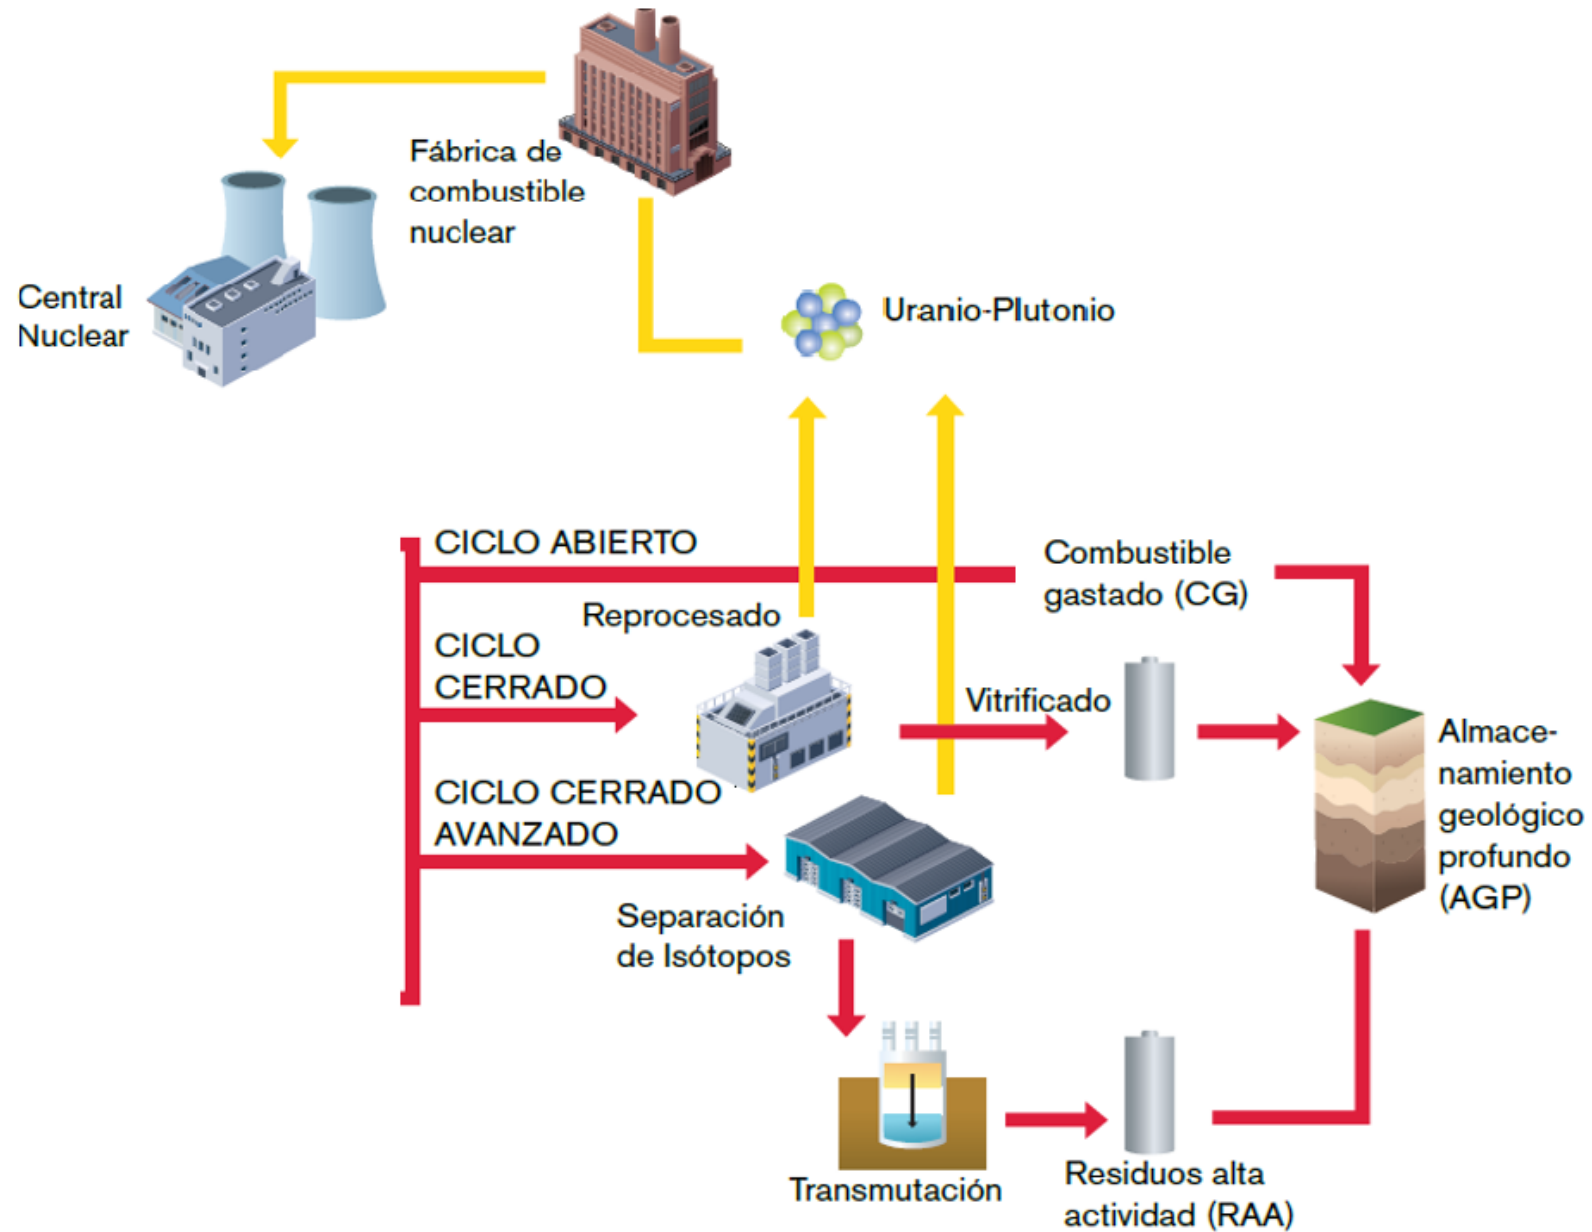 Fábrica de
combustible
nuclear
Central
Nuclear
Uranio-Plutonio
CICLO ABIERTO
Combustible
gastado (CG)
Reprocesado
CICLO
CERRADO
Vitrificado
Almace-
namiento
geológico
profundo
(AGP)
CICLO CERRADO
AVANZADO
Separación
de Isótopos
Transmutación
Residuos alta
actividad (RAA)